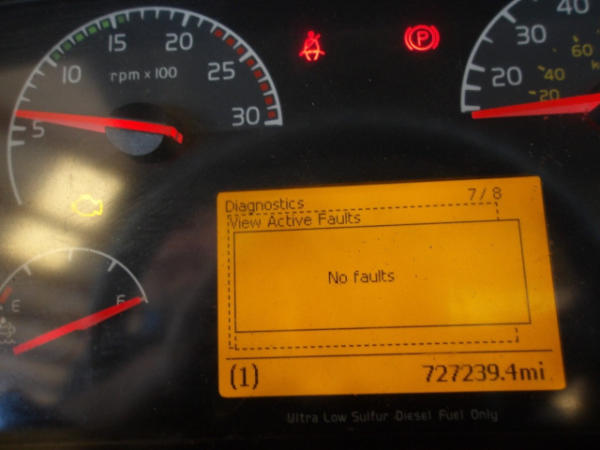 15 20
10 25
rpm x 100
5 30
P
40
30
60
20 40
20
Diagnostics 7/8
View Active Faults
No faults
E F
(1) 727239.4mi
Ultra Low Sulfur Diesel Fuel Only